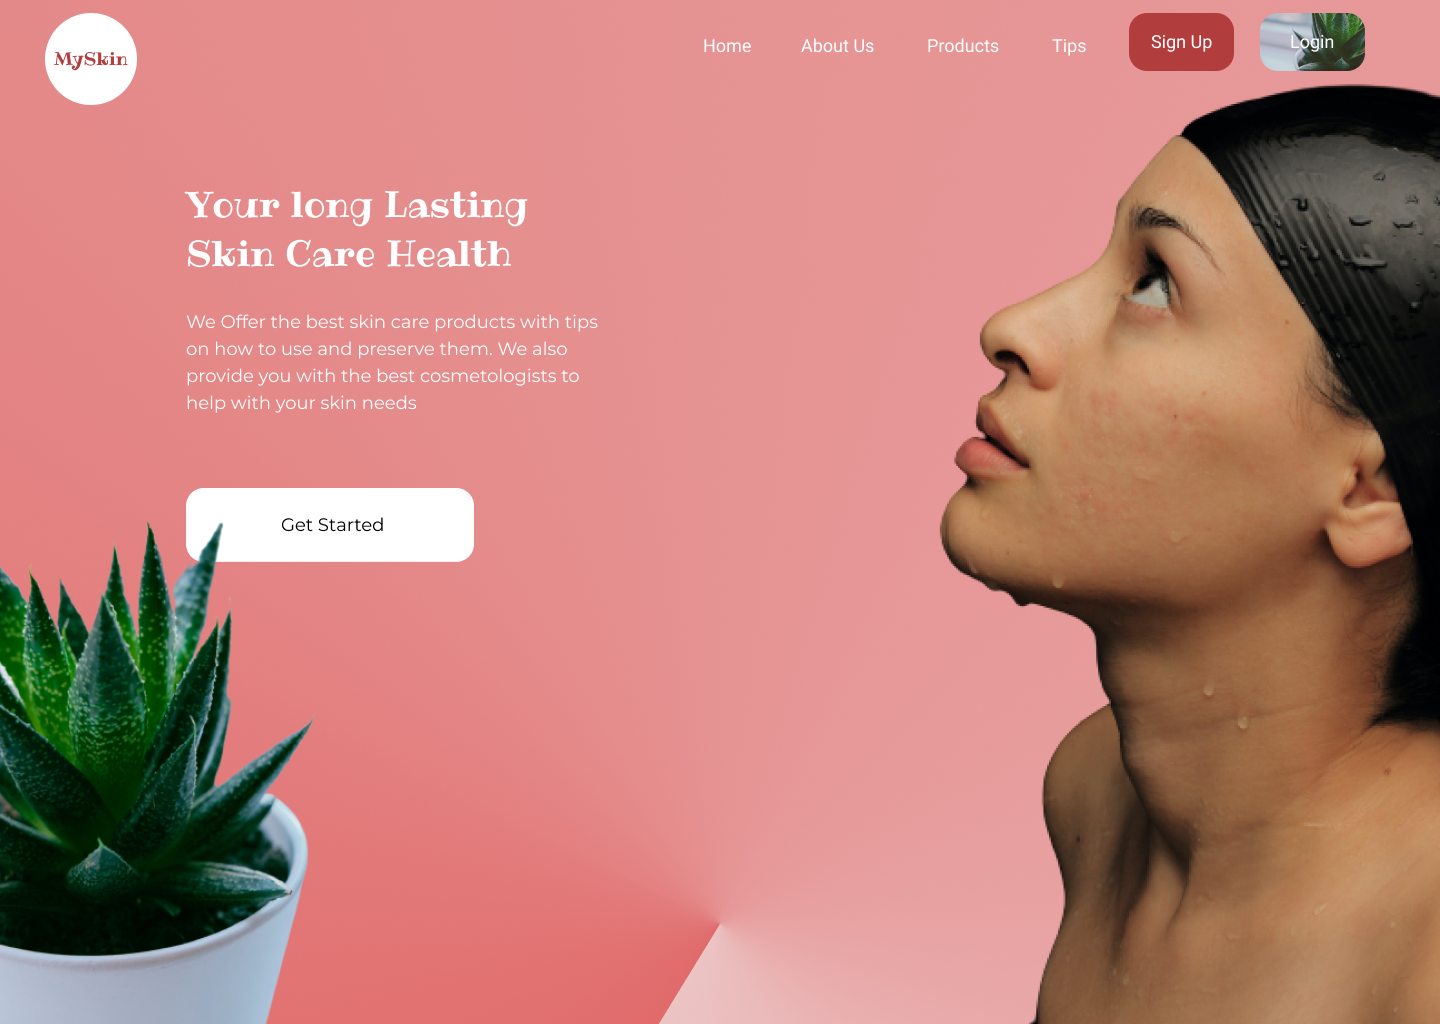 MySkin
Home About Us Products Tips Sign Up Login
Your long Lasting
Skin Care Health
We Offer the best skin care products with tips
on how to use and preserve them. We also
provide you with the best cosmetologists to
help with your skin needs
Get Started